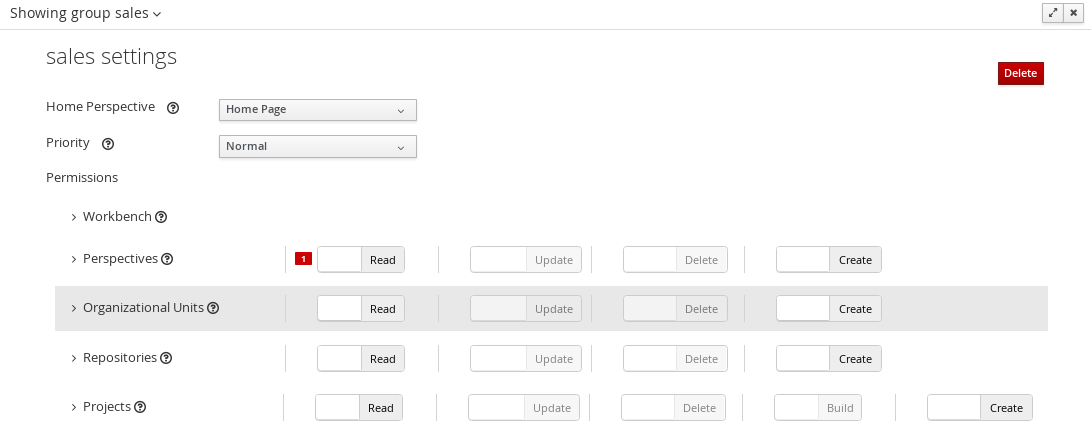 Showing group sales
sales settings
Delete
Home Perspective
Home Page
Priority
Normal
Permissions
Workbench
Perspectives 1 Read Update Delete Create
Organizational Units Read Update Delete Create
Repositories Read Update Delete Create
Projects Read Update Delete Build Create